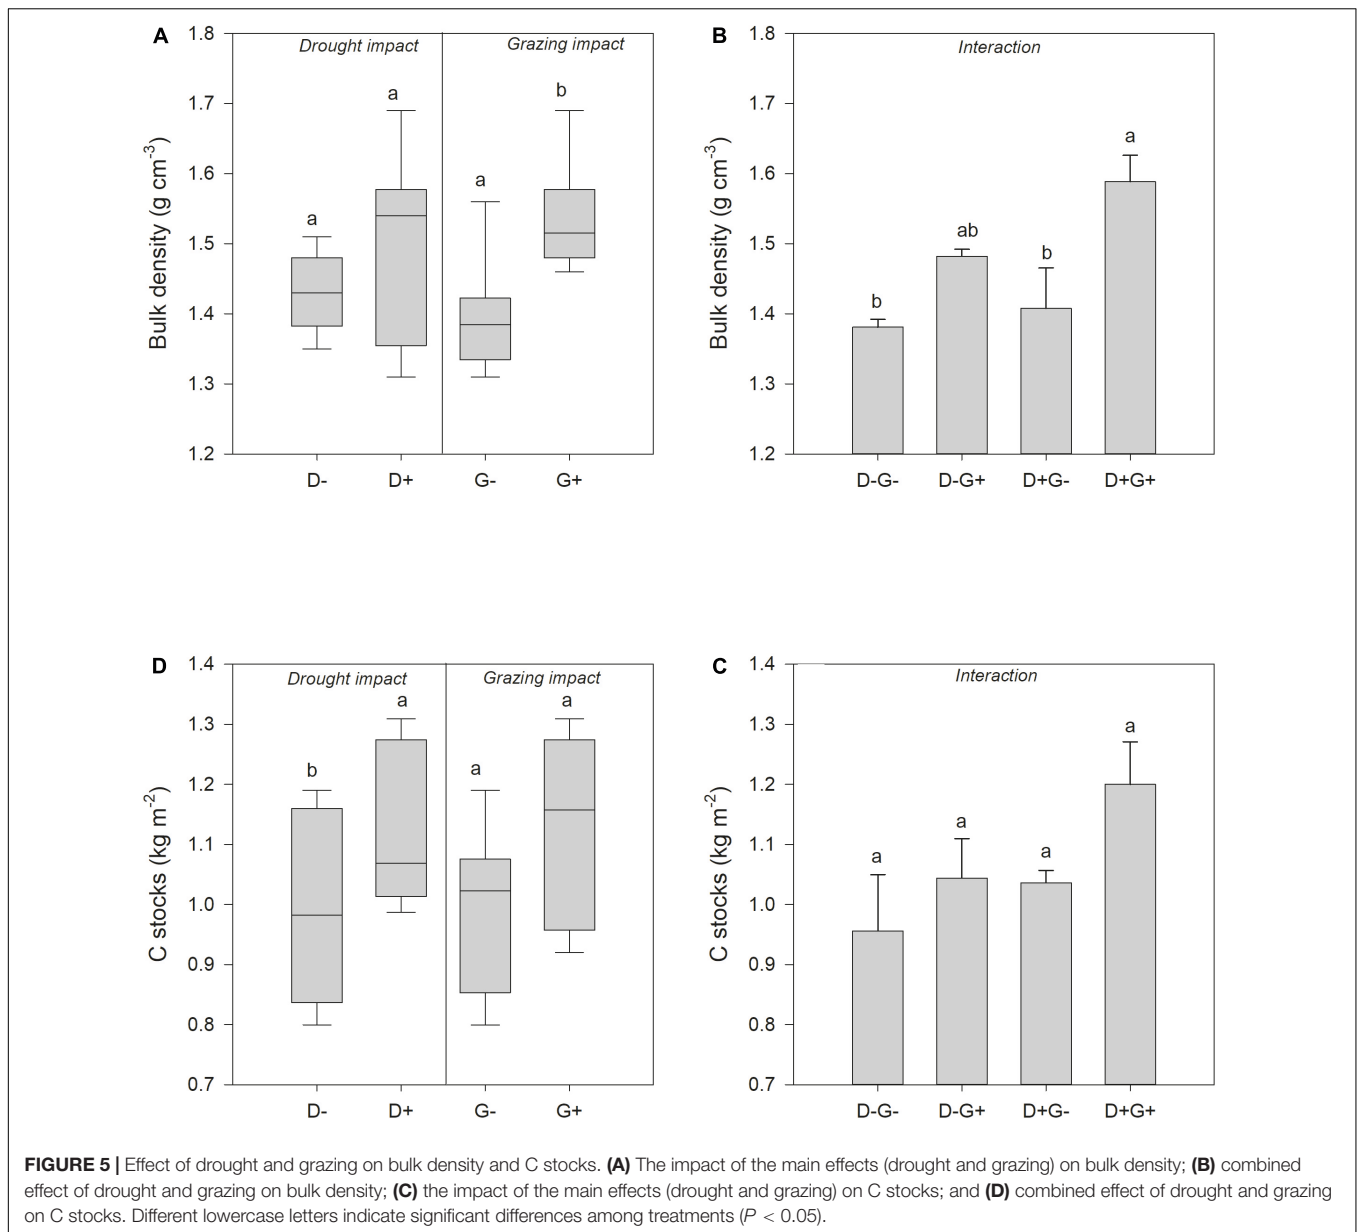 A
Drought impact
Grazing impact
1.8
1.7
1.6
1.5
1.4
1.3
1.2
Bulk density (g cm-3)
a
a
a
b
D-
D+
G-
G+
B
Interaction
1.8
1.7
1.6
1.5
1.4
1.3
1.2
Bulk density (g cm-3)
b
ab
b
a
D-G-
D-G+
D+G-
D+G+
D
Drought impact
Grazing impact
1.4
1.3
1.2
1.1
1.0
0.9
0.8
0.7
C stocks (kg m-2)
b
a
a
a
D-
D+
G-
G+
C
Interaction
1.4
1.3
1.2
1.1
1.0
0.9
0.8
0.7
C stocks (kg m-2)
a
a
a
a
D-G-
D-G+
D+G-
D+G+
FIGURE 5 | Effect of drought and grazing on bulk density and C stocks. (A) The impact of the main effects (drought and grazing) on bulk density; (B) combined
effect of drought and grazing on bulk density; (C) the impact of the main effects (drought and grazing) on C stocks; and (D) combined effect of drought and grazing
on C stocks. Different lowercase letters indicate significant differences among treatments (P < 0.05).